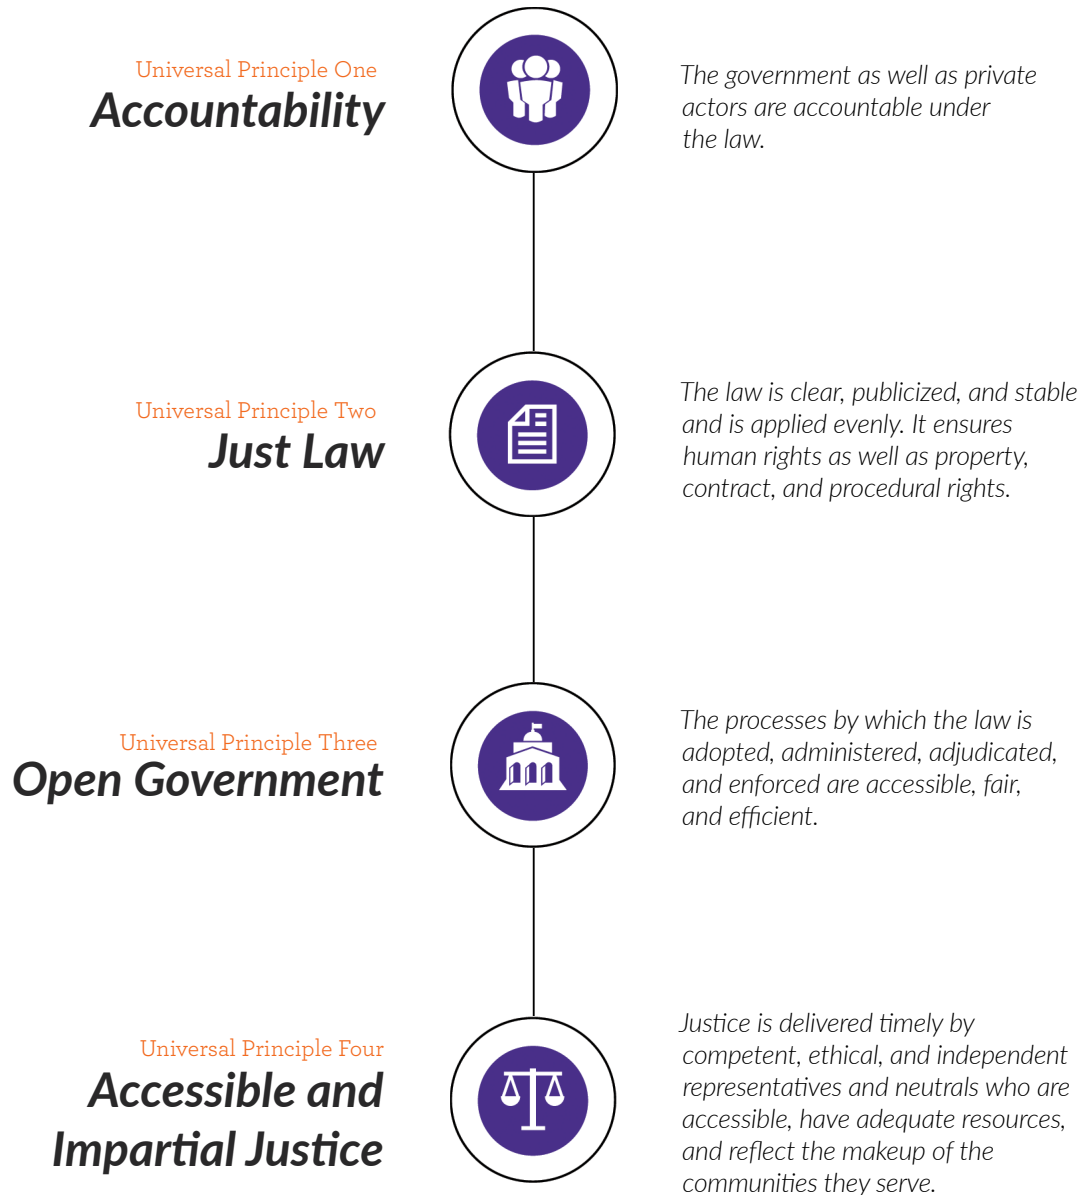 Universal Principle One
Accountability
The government as well as private
actors are accountable under
the law.
Universal Principle Two
Just Law
The law is clear, publicized, and stable
and is applied evenly. It ensures
human rights as well as property,
contract, and procedural rights.
Universal Principle Three
Open Government
The processes by which the law is
adopted, administered, adjudicated,
and enforced are accessible, fair,
and efficient.
Universal Principle Four
Accessible and
Impartial Justice
Justice is delivered timely by
competent, ethical, and independent
representatives and neutrals who are
accessible, have adequate resources,
and reflect the makeup of the
communities they serve.